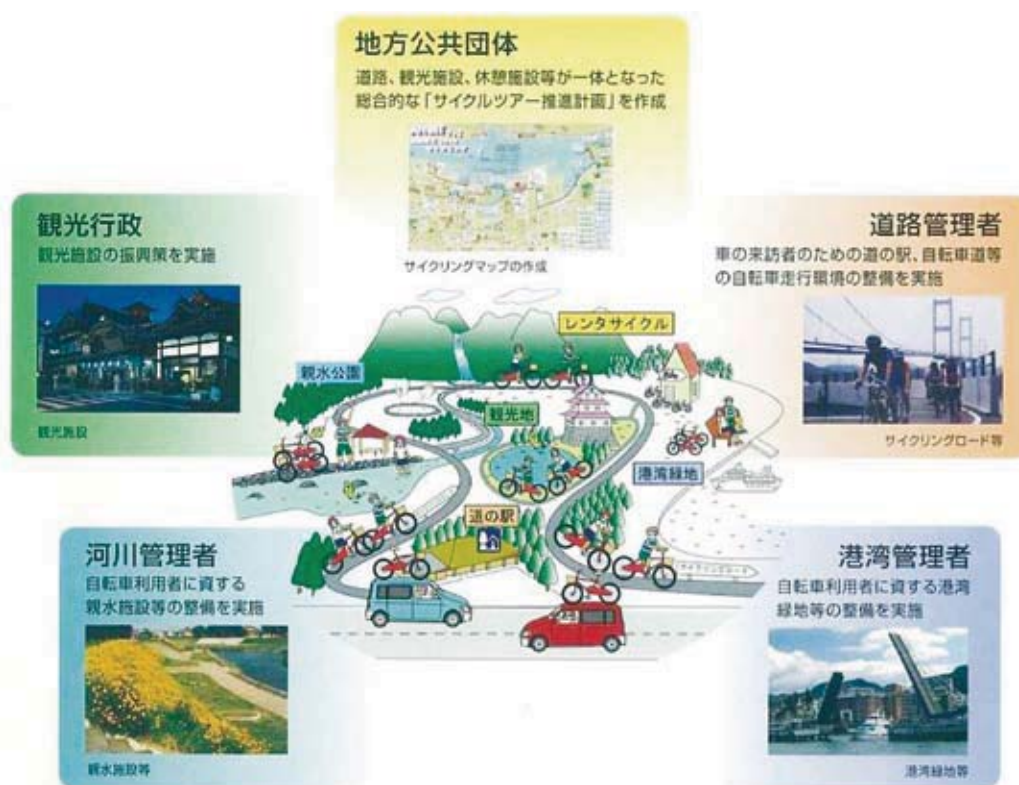 地方公共団体
道路、観光施設、休憩施設等が一体となった
総合的な「サイクルツアー推進計画」を作成
サイクリングマップの作成
観光行政
観光施設の振興策を実施
観光施設
道路管理者
車の来訪者のための道の駅、自転車道等
の自転車走行環境の整備を実施
サイクリングロード等
レンタサイクル
親水公園
観光地
港湾緑地
道の駅
サイクリングロード
河川管理者
自転車利用者に資する
親水施設等の整備を実施
親水施設等
港湾管理者
自転車利用者に資する港湾
緑地等の整備を実施
港湾緑地等